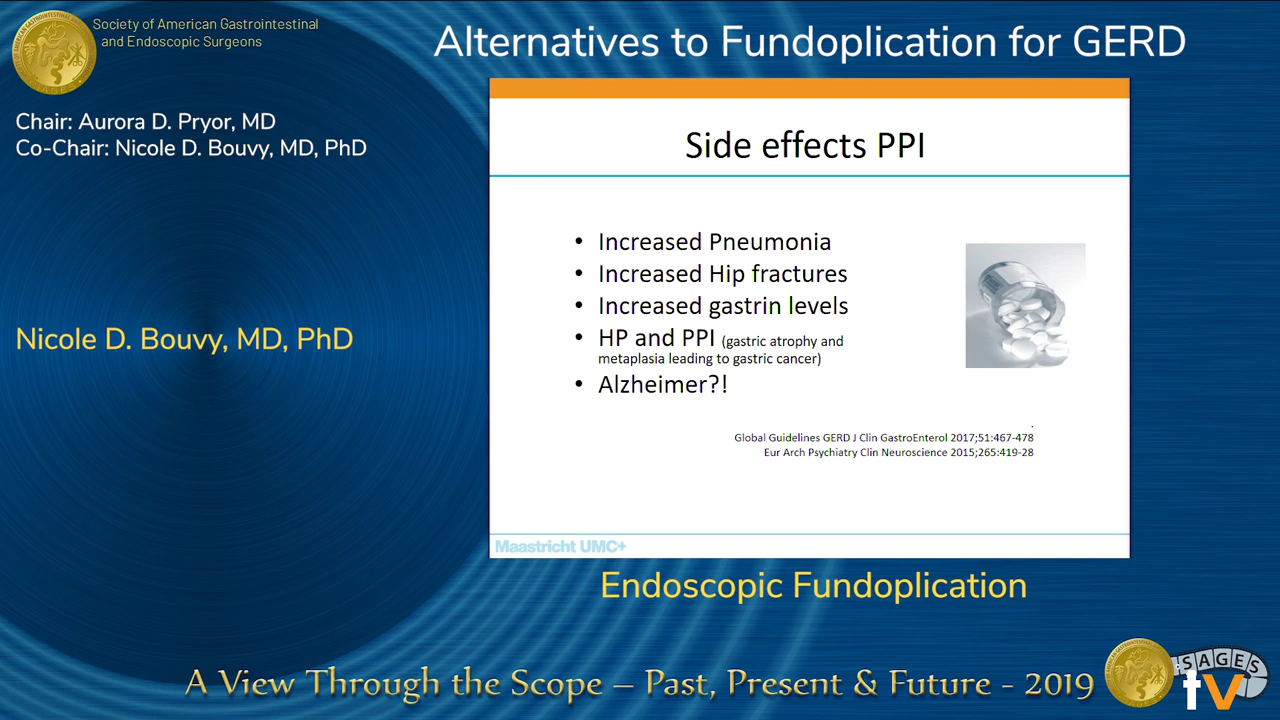 Society of American Gastrointestinal
and Endoscopic Surgeons
Alternatives to Fundoplication for GERD
Chair: Aurora D. Pryor, MD
Co-Chair: Nicole D. Bouvy, MD, PhD
Nicole D. Bouvy, MD, PhD
Side effects PPI
• Increased Pneumonia
• Increased Hip fractures
• Increased gastrin levels
• HP and PPI (gastric atrophy and
metaplasia leading to gastric cancer)
• Alzheimer?!
.
Global Guidelines GERD J Clin GastroEnterol 2017;51:467-478
Eur Arch Psychiatry Clin Neuroscience 2015;265:419-28
Maastricht UMC+
Endoscopic Fundoplication
A View Through the Scope – Past, Present & Future - 2019
SAGES
tv